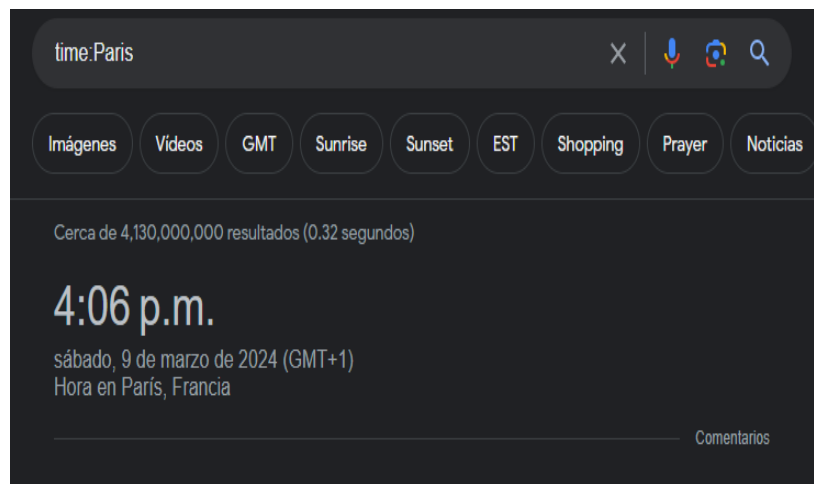 time:Paris
Imágenes Vídeos GMT Sunrise Sunset EST Shopping Prayer Noticias
Cerca de 4,130,000,000 resultados (0.32 segundos)
4:06 p.m.
sábado, 9 de marzo de 2024 (GMT+1)
Hora en París, Francia
Comentarios